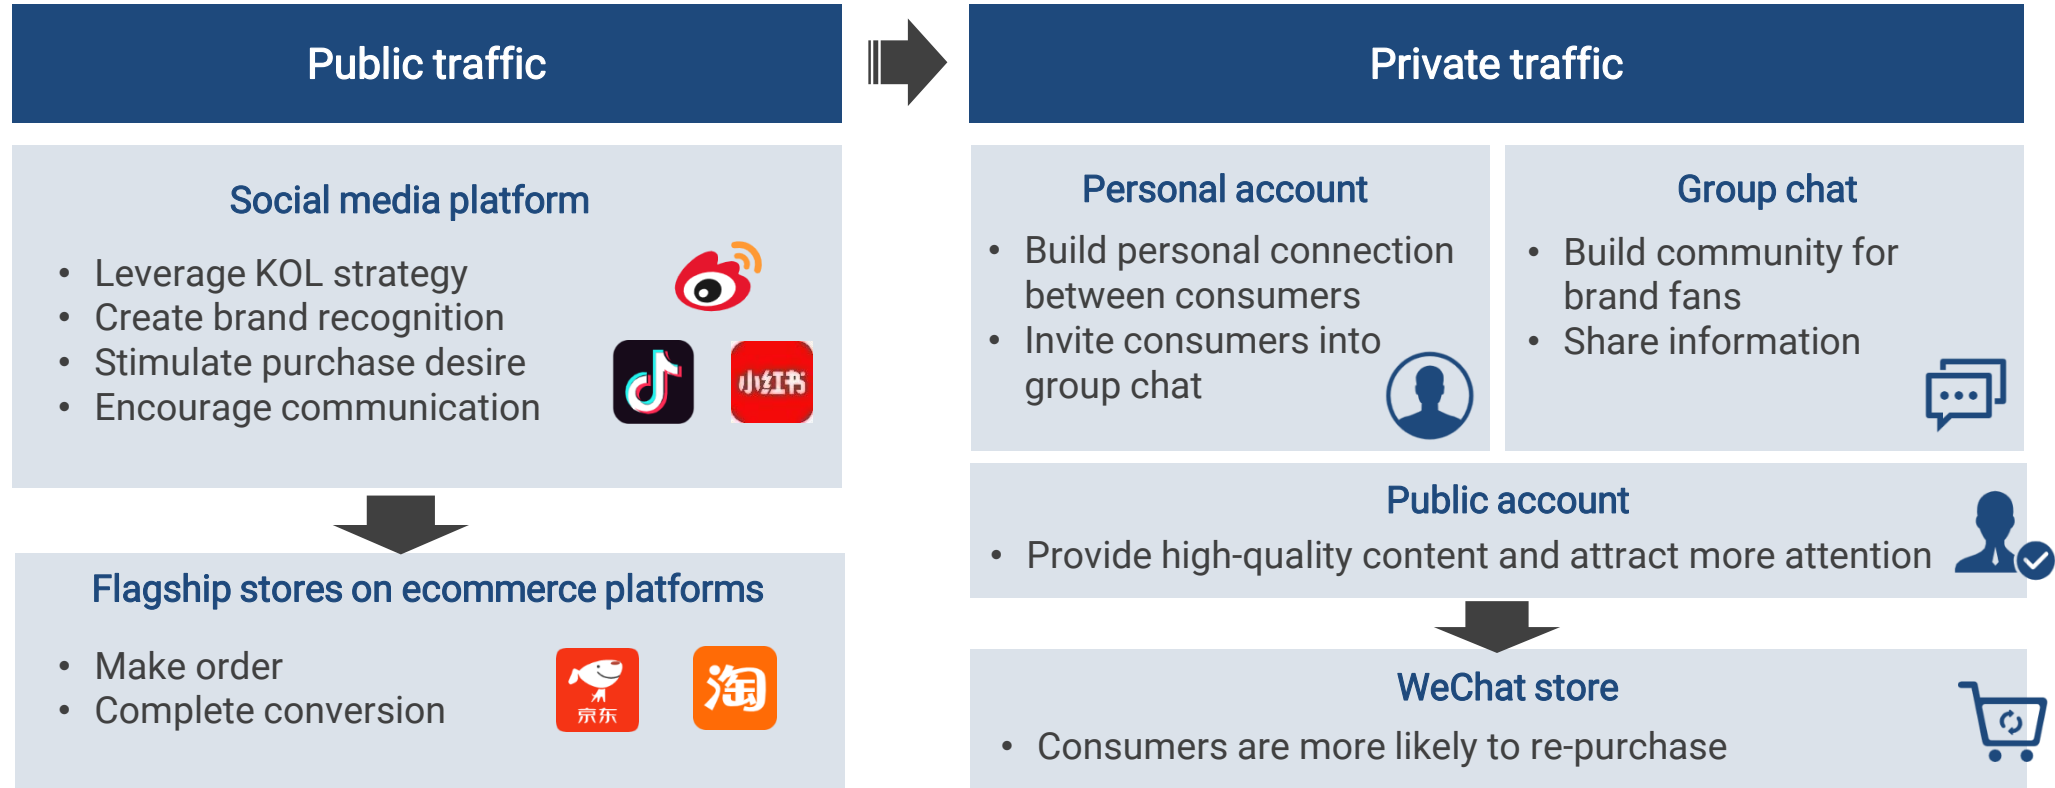 Public traffic
Private traffic
Social media platform
• Leverage KOL strategy
• Create brand recognition
• Stimulate purchase desire
• Encourage communication
小红书
Flagship stores on ecommerce platforms
• Make order
• Complete conversion
京东
淘
Personal account
• Build personal connection
between consumers
• Invite consumers into
group chat
Group chat
• Build community for
brand fans
• Share information
Public account
• Provide high-quality content and attract more attention
WeChat store
• Consumers are more likely to re-purchase